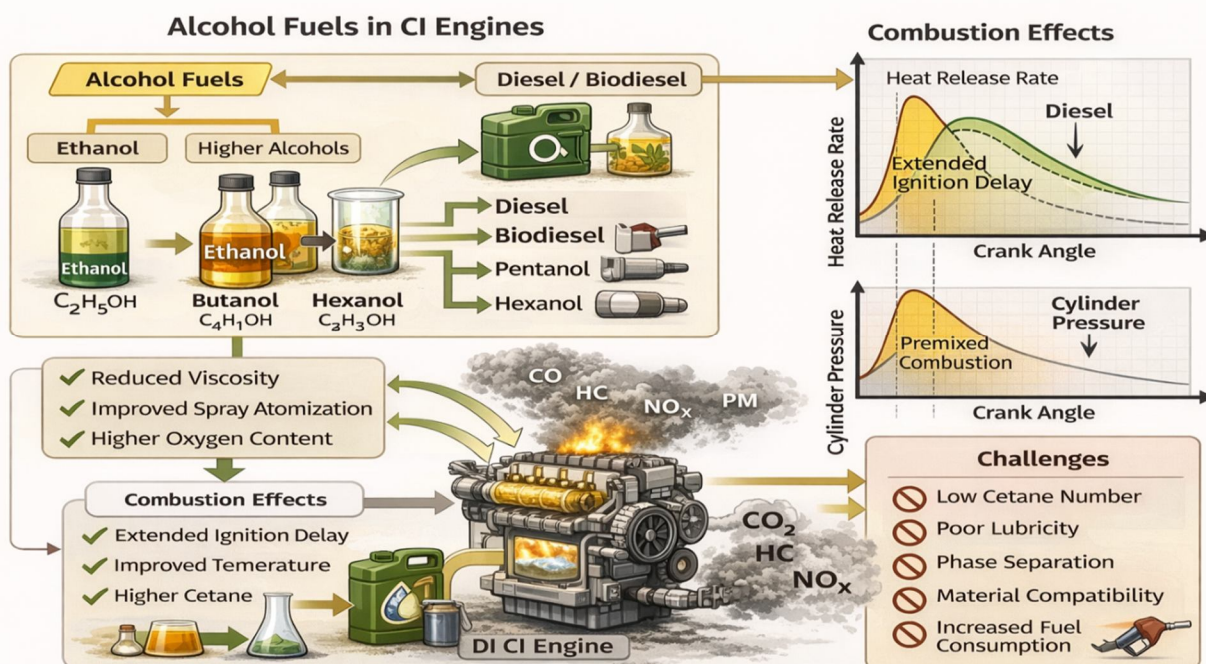 Alcohol Fuels in CI Engines
Alcohol Fuels
Diesel / Biodiesel
Ethanol
Higher Alcohols
Ethanol
C₂H₅OH
Ethanol
Butanol
C₄H₁OH
Hexanol
C₃H₃OH
Diesel
Biodiesel
Pentanol
Hexanol
Reduced Viscosity
Improved Spray Atomization
Higher Oxygen Content
Combustion Effects
Extended Ignition Delay
Improved Temerature
Higher Cetane
CO
HC
NOₓ
PM
DI CI Engine
CO₂
HC
NOₓ
Combustion Effects
Heat Release Rate
Heat Release Rate
Diesel
Extended
Ignition Delay
Crank Angle
Cylinder Pressure
Cylinder
Pressure
Premixed
Combustion
Crank Angle
Challenges
Low Cetane Number
Poor Lubricity
Phase Separation
Material Compatibility
Increased Fuel
Consumption